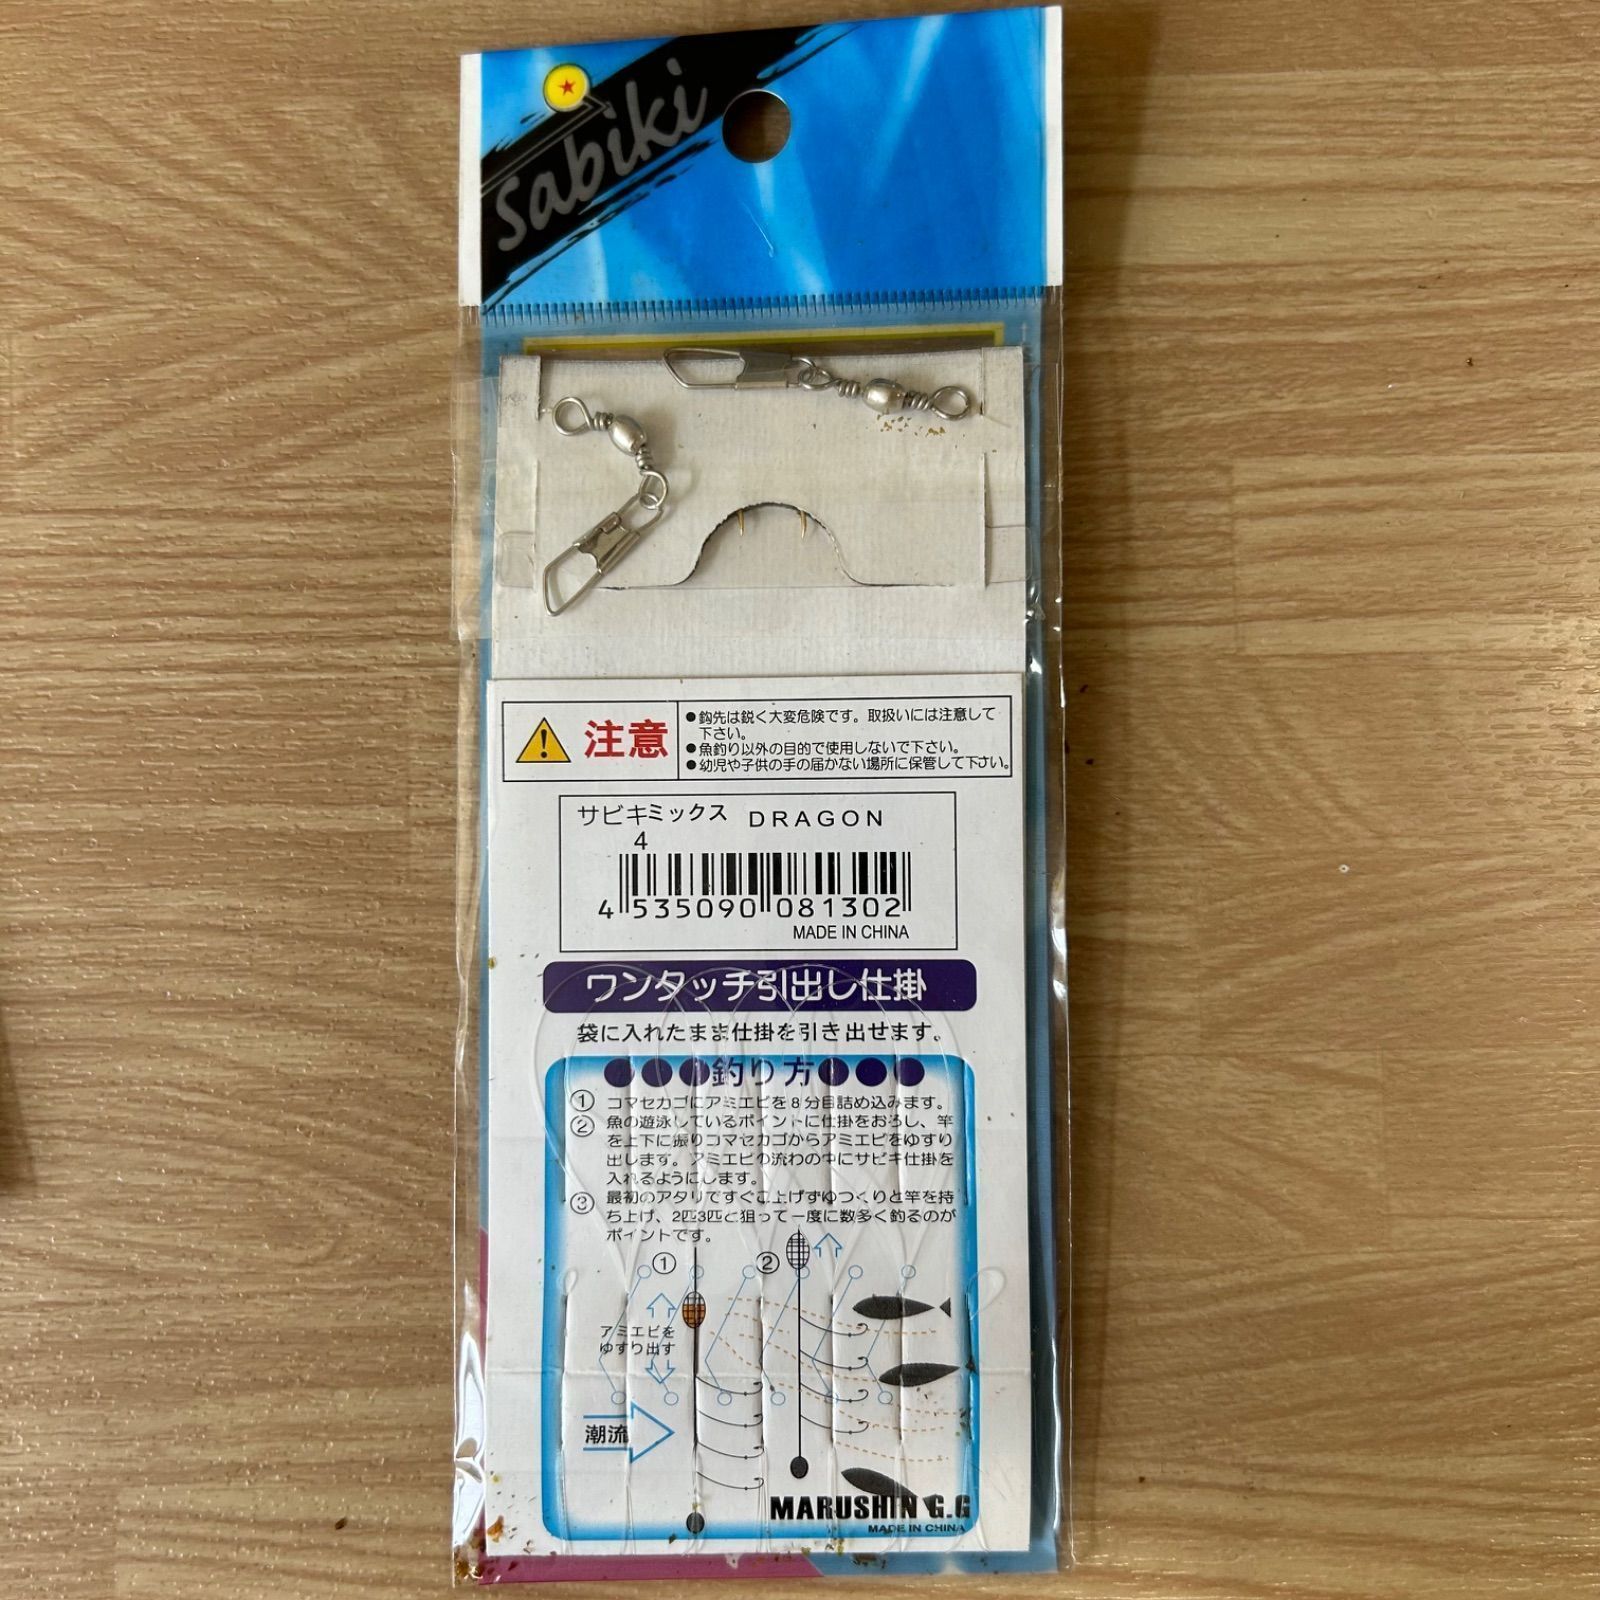 Sabiki
注意
●鈎先は鋭く大変危険です。取扱いには注意して
下さい。
●魚釣り以外の目的で使用しないで下さい。
●幼児や子供の手の届かない場所に保管して下さい。
サビキミックス DRAGON
4
4 535090 081302
MADE IN CHINA
ワンタッチ引出し仕掛
袋に入れたまま仕掛を引き出せます。
●●●釣り方●●●
① コマセカゴにアミエビを8分目詰め込みます。
② 魚の遊泳しているポイントに仕掛をおろし、竿
を上下に振りコマセカゴからアミエビをゆすり
出します。アミエビの流れの中にサビキ仕掛を
入れるようにします。
③ 最初のアタリですぐに上げずゆっくりと竿を持
ち上げ、2匹3匹と狙って一度に数多く釣るのが
ポイントです。
① ②
アミエビを
ゆすり出す
潮流
MARUSHIN G.G
MADE IN CHINA